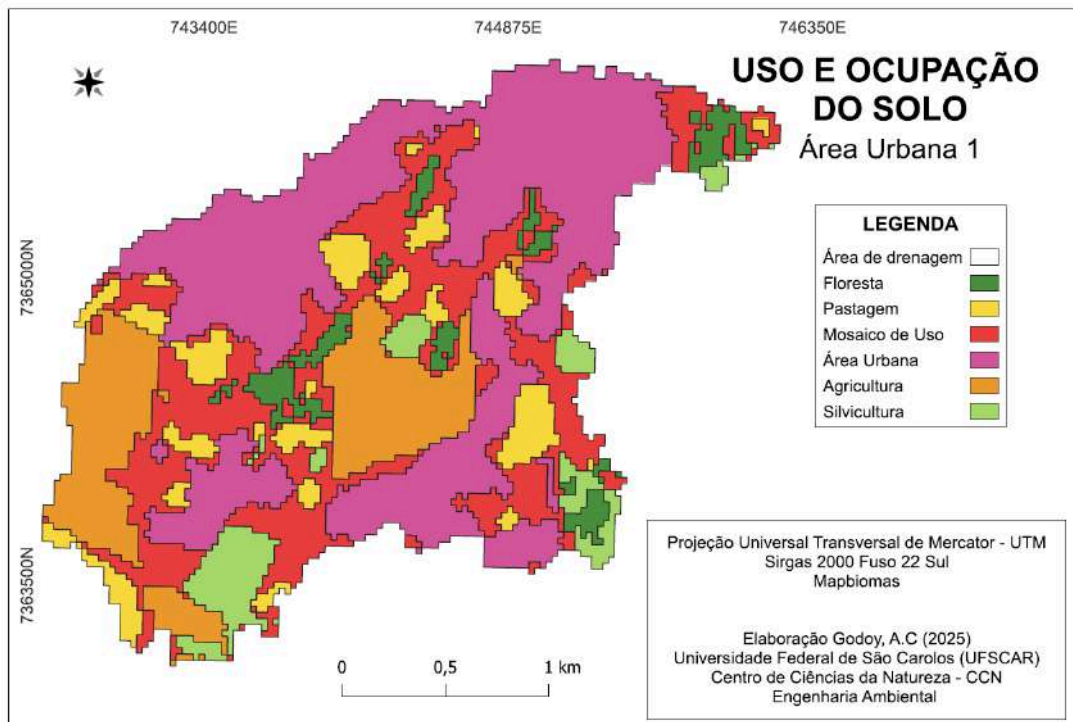 743400E
744875E
746350E
USO E OCUPAÇÃO
DO SOLO
Área Urbana 1
7365000N
7363500N
LEGENDA
Área de drenagem
Floresta
Pastagem
Mosaico de Uso
Área Urbana
Agricultura
Silvicultura
0 0,5 1 km
Projeção Universal Transversal de Mercator - UTM
Sirgas 2000 Fuso 22 Sul
Mapbiomas
Elaboração Godoy, A.C (2025)
Universidade Federal de São Carolos (UFSCAR)
Centro de Ciências da Natureza - CCN
Engenharia Ambiental